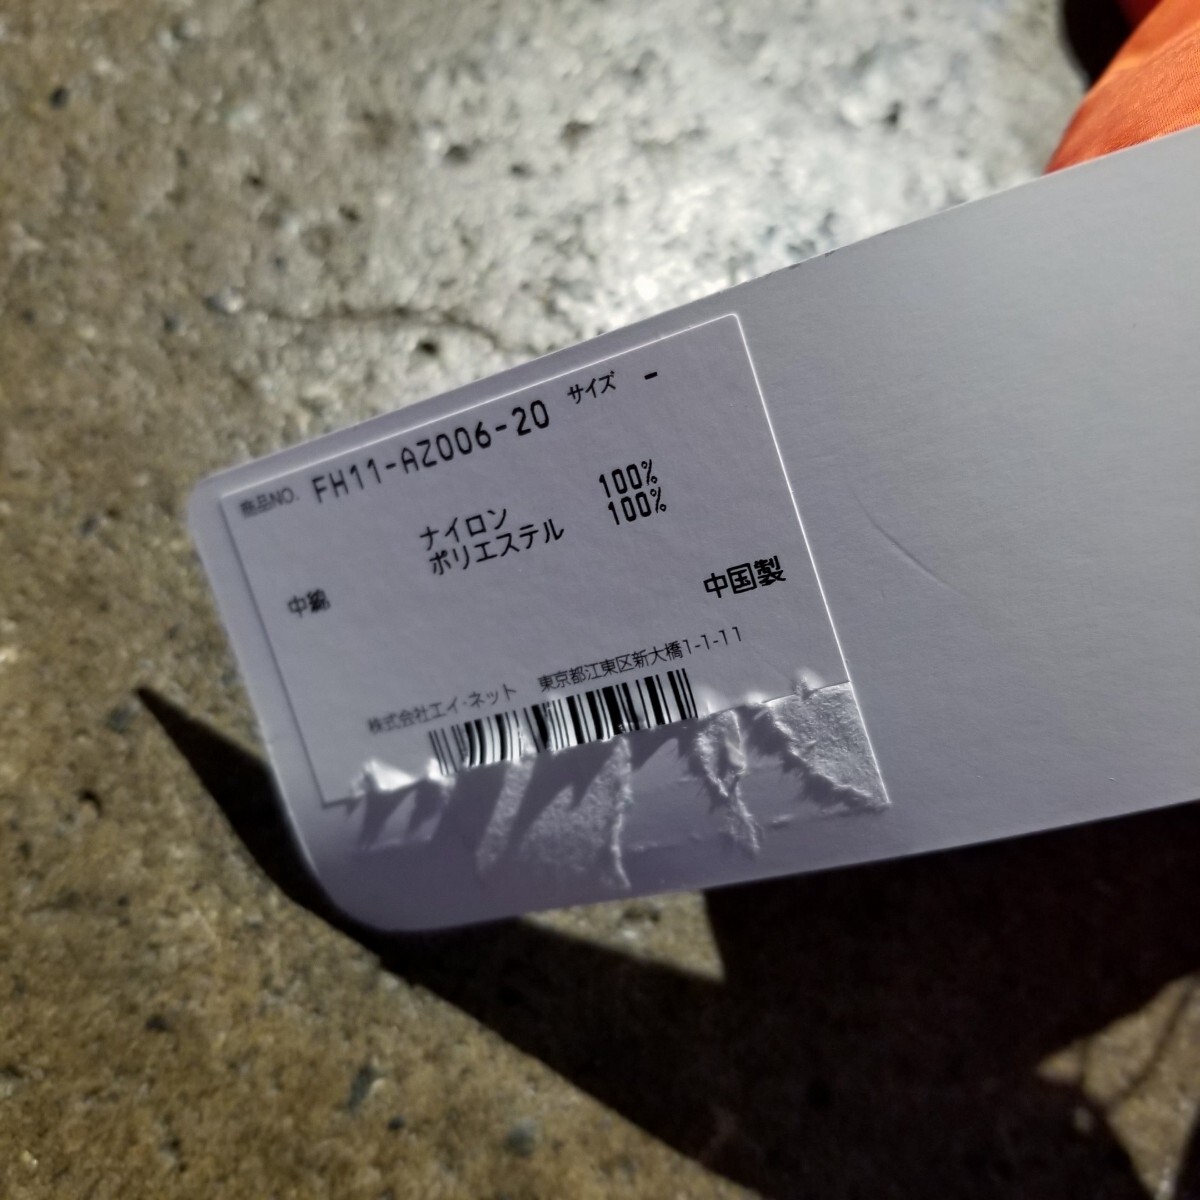 商品NO. FH11-AZ006-20 サイズ -
ナイロン 100%
中綿 ポリエステル 100%
中国製
株式会社エイ・ネット 東京都江東区新大橋1-1-11